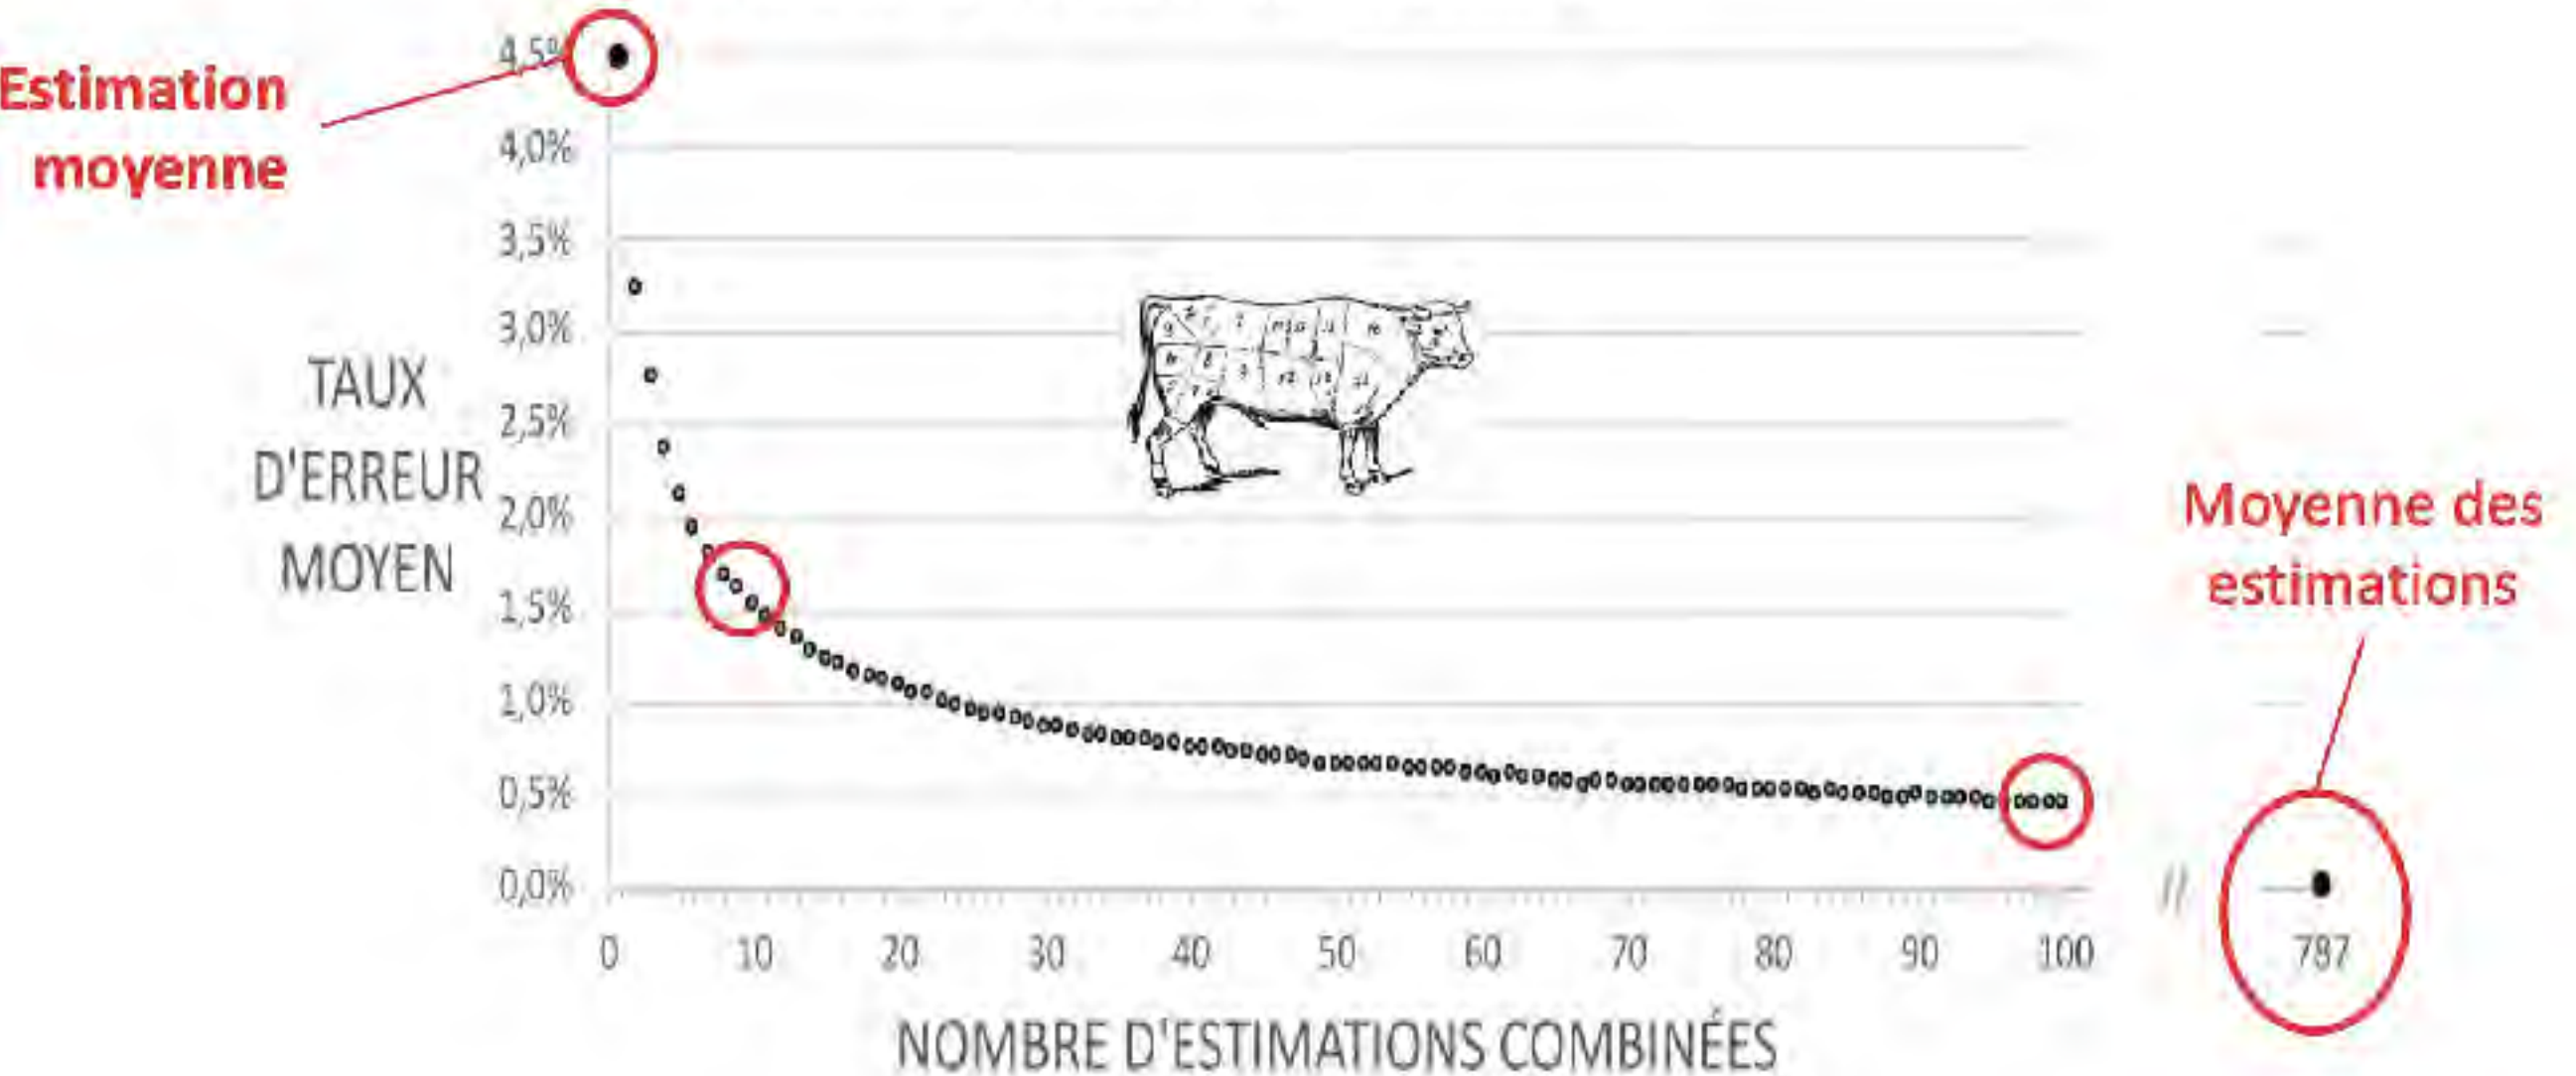 Estimation
moyenne
TAUX
D'ERREUR
MOYEN
4,5%
4,0%
3,5%
3,0%
2,5%
2,0%
1,5%
1,0%
0,5%
0,0%
0 10 20 30 40 50 60 70 80 90 100
//
787
Moyenne des
estimations
NOMBRE D'ESTIMATIONS COMBINÉES